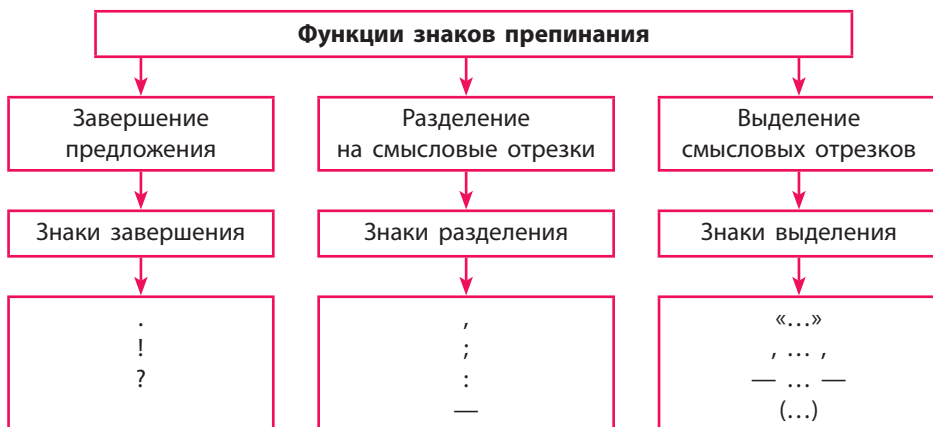 Функции знаков препинания
Завершение
предложения
Разделение
на смысловые отрезки
Выделение
смысловых отрезков
Знаки завершения
Знаки разделения
Знаки выделения
.
!
?
,
;
:
—
«...»
, ... ,
— ... —
(...)